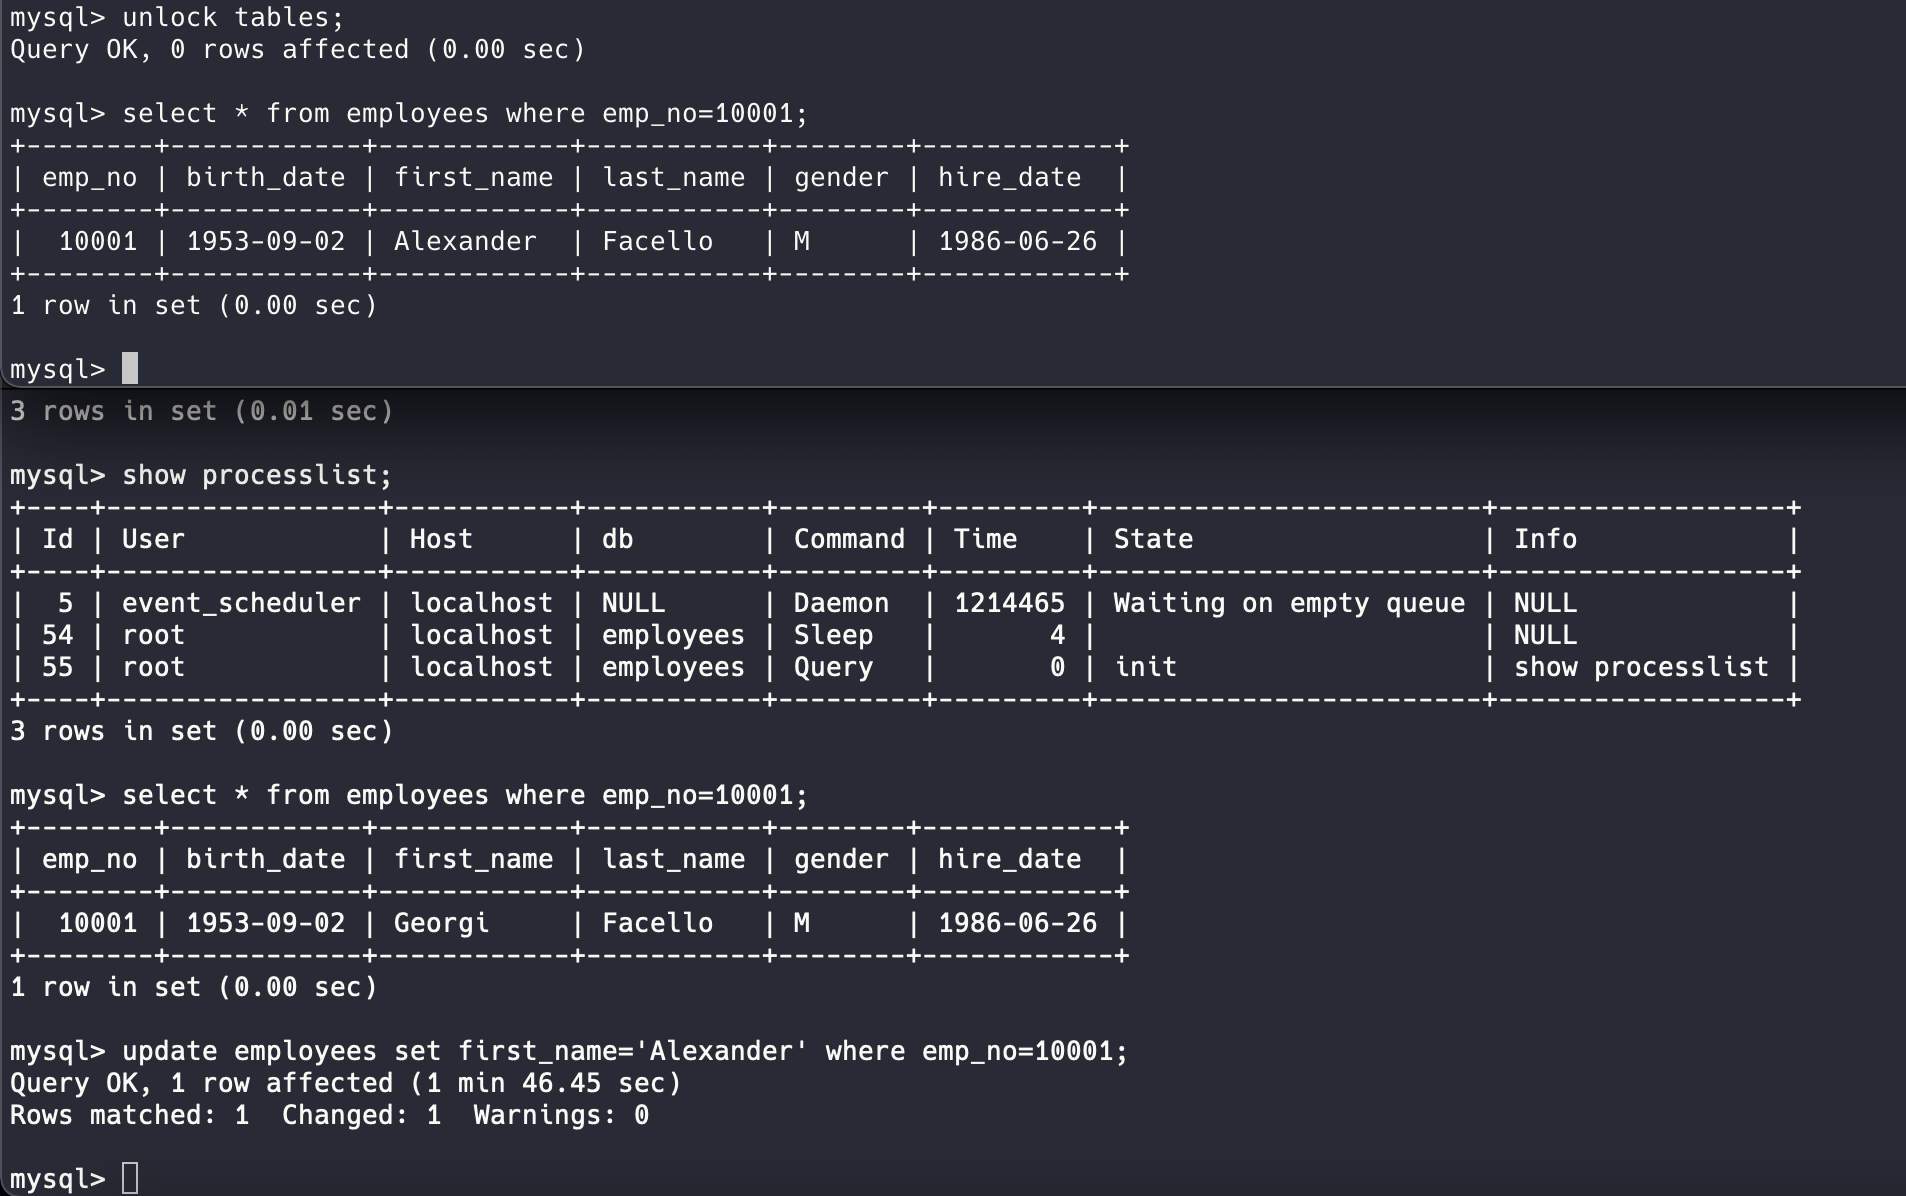 mysql> unlock tables;
Query OK, 0 rows affected (0.00 sec)

mysql> select * from employees where emp_no=10001;
+--------+------------+------------+-----------+--------+------------+
| emp_no | birth_date | first_name | last_name | gender | hire_date  |
+--------+------------+------------+-----------+--------+------------+
|  10001 | 1953-09-02 | Alexander  | Facello   | M      | 1986-06-26 |
+--------+------------+------------+-----------+--------+------------+
1 row in set (0.00 sec)

mysql>
3 rows in set (0.01 sec)

mysql> show processlist;
+----+-----------------+-----------+-----------+---------+---------+------------------------+------------------+
| Id | User            | Host      | db        | Command | Time    | State                  | Info             |
+----+-----------------+-----------+-----------+---------+---------+------------------------+------------------+
|  5 | event_scheduler | localhost | NULL      | Daemon  | 1214465 | Waiting on empty queue | NULL             |
| 54 | root            | localhost | employees | Sleep   |       4 |                        | NULL             |
| 55 | root            | localhost | employees | Query   |       0 | init                   | show processlist |
+----+-----------------+-----------+-----------+---------+---------+------------------------+------------------+
3 rows in set (0.00 sec)

mysql> select * from employees where emp_no=10001;
+--------+------------+------------+-----------+--------+------------+
| emp_no | birth_date | first_name | last_name | gender | hire_date  |
+--------+------------+------------+-----------+--------+------------+
|  10001 | 1953-09-02 | Georgi     | Facello   | M      | 1986-06-26 |
+--------+------------+------------+-----------+--------+------------+
1 row in set (0.00 sec)

mysql> update employees set first_name='Alexander' where emp_no=10001;
Query OK, 1 row affected (1 min 46.45 sec)
Rows matched: 1  Changed: 1  Warnings: 0

mysql>